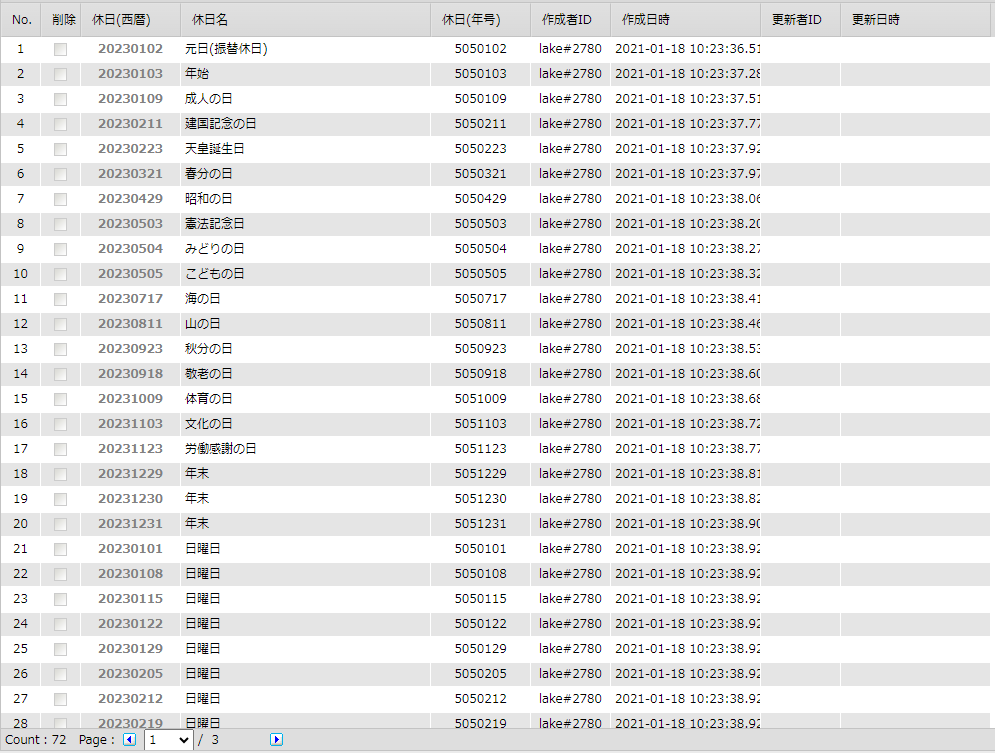 No. 削除 休日(西暦) 休日名 休日(年号) 作成者ID 作成日時 更新者ID 更新日時
1 20230102 元日(振替休日) 5050102 lake#2780 2021-01-18 10:23:36.51
2 20230103 年始 5050103 lake#2780 2021-01-18 10:23:37.28
3 20230109 成人の日 5050109 lake#2780 2021-01-18 10:23:37.51
4 20230211 建国記念の日 5050211 lake#2780 2021-01-18 10:23:37.77
5 20230223 天皇誕生日 5050223 lake#2780 2021-01-18 10:23:37.92
6 20230321 春分の日 5050321 lake#2780 2021-01-18 10:23:37.97
7 20230429 昭和の日 5050429 lake#2780 2021-01-18 10:23:38.06
8 20230503 憲法記念日 5050503 lake#2780 2021-01-18 10:23:38.20
9 20230504 みどりの日 5050504 lake#2780 2021-01-18 10:23:38.27
10 20230505 こどもの日 5050505 lake#2780 2021-01-18 10:23:38.32
11 20230717 海の日 5050717 lake#2780 2021-01-18 10:23:38.41
12 20230811 山の日 5050811 lake#2780 2021-01-18 10:23:38.46
13 20230923 秋分の日 5050923 lake#2780 2021-01-18 10:23:38.53
14 20230918 敬老の日 5050918 lake#2780 2021-01-18 10:23:38.60
15 20231009 体育の日 5051009 lake#2780 2021-01-18 10:23:38.68
16 20231103 文化の日 5051103 lake#2780 2021-01-18 10:23:38.72
17 20231123 労働感謝の日 5051123 lake#2780 2021-01-18 10:23:38.77
18 20231229 年末 5051229 lake#2780 2021-01-18 10:23:38.81
19 20231230 年末 5051230 lake#2780 2021-01-18 10:23:38.82
20 20231231 年末 5051231 lake#2780 2021-01-18 10:23:38.90
21 20230101 日曜日 5050101 lake#2780 2021-01-18 10:23:38.92
22 20230108 日曜日 5050108 lake#2780 2021-01-18 10:23:38.92
23 20230115 日曜日 5050115 lake#2780 2021-01-18 10:23:38.92
24 20230122 日曜日 5050122 lake#2780 2021-01-18 10:23:38.92
25 20230129 日曜日 5050129 lake#2780 2021-01-18 10:23:38.92
26 20230205 日曜日 5050205 lake#2780 2021-01-18 10:23:38.92
27 20230212 日曜日 5050212 lake#2780 2021-01-18 10:23:38.92
28 20230219 日曜日 5050219 lake#2780 2021-01-18 10:23:38.92
Count : 72 Page : 1 / 3